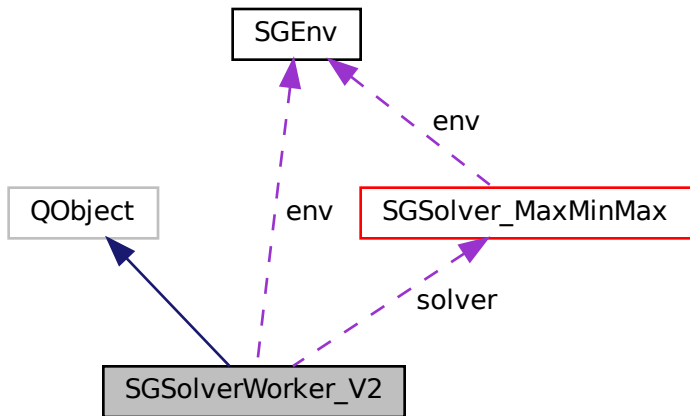 SGEnv
env
QObject
env
SGSolver_MaxMinMax
solver
SGSolverWorker_V2